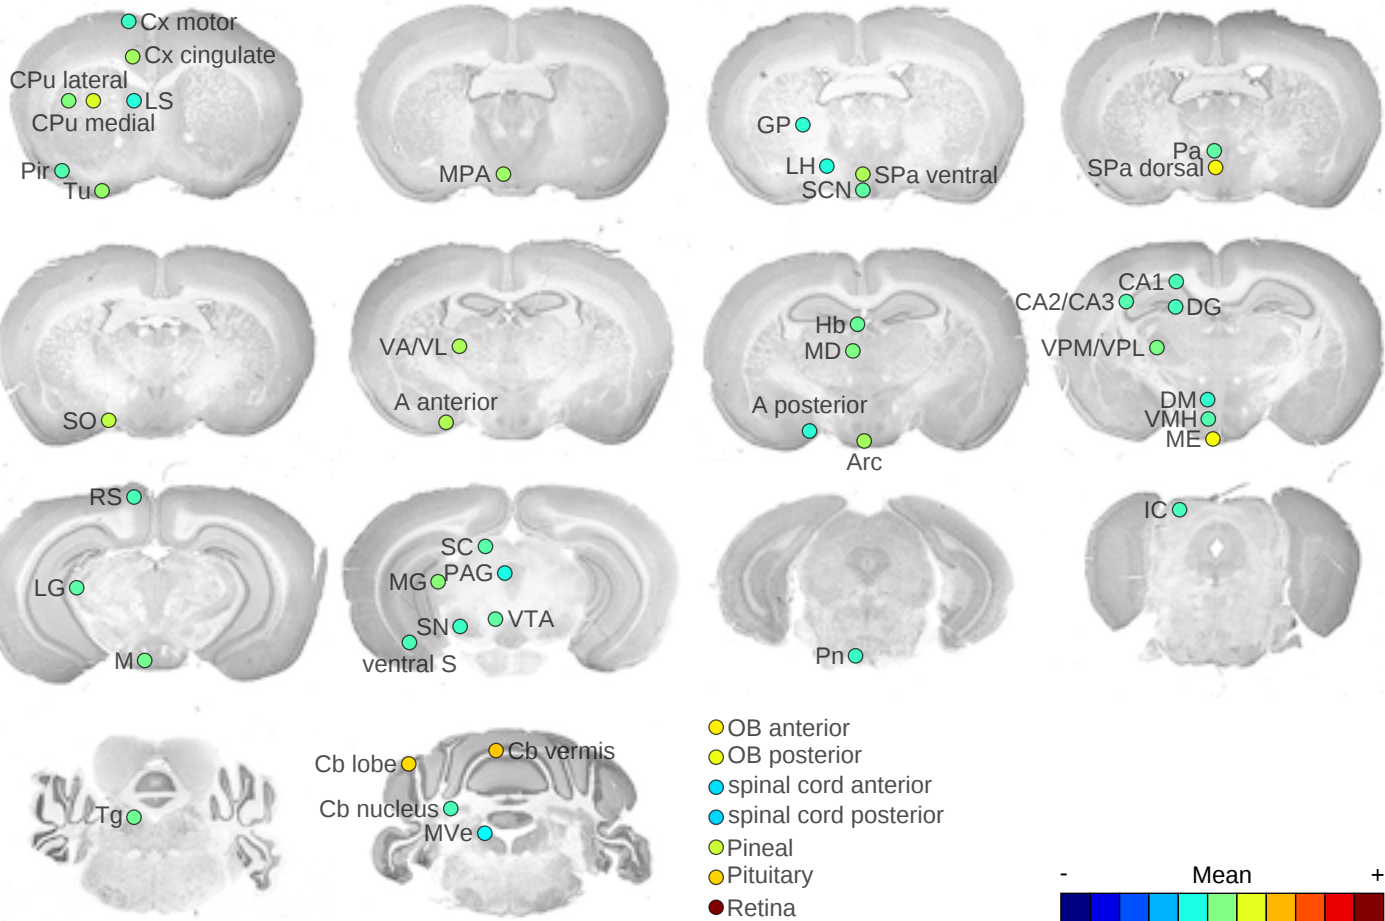 Cx motor
Cx cingulate
CPu lateral
LS
CPu medial
Pir
Tu
MPA
GP
LH
SPa ventral
SCN
Pa
SPa dorsal
SO
VA/VL
A anterior
Hb
MD
A posterior
Arc
CA1
CA2/CA3
DG
VPM/VPL
DM
VMH
ME
RS
LG
M
SC
PAG
MG
VTA
SN
ventral S
Pn
IC
Tg
Cb lobe
Cb vermis
Cb nucleus
MVe
OB anterior
OB posterior
spinal cord anterior
spinal cord posterior
Pineal
Pituitary
Retina
- Mean +